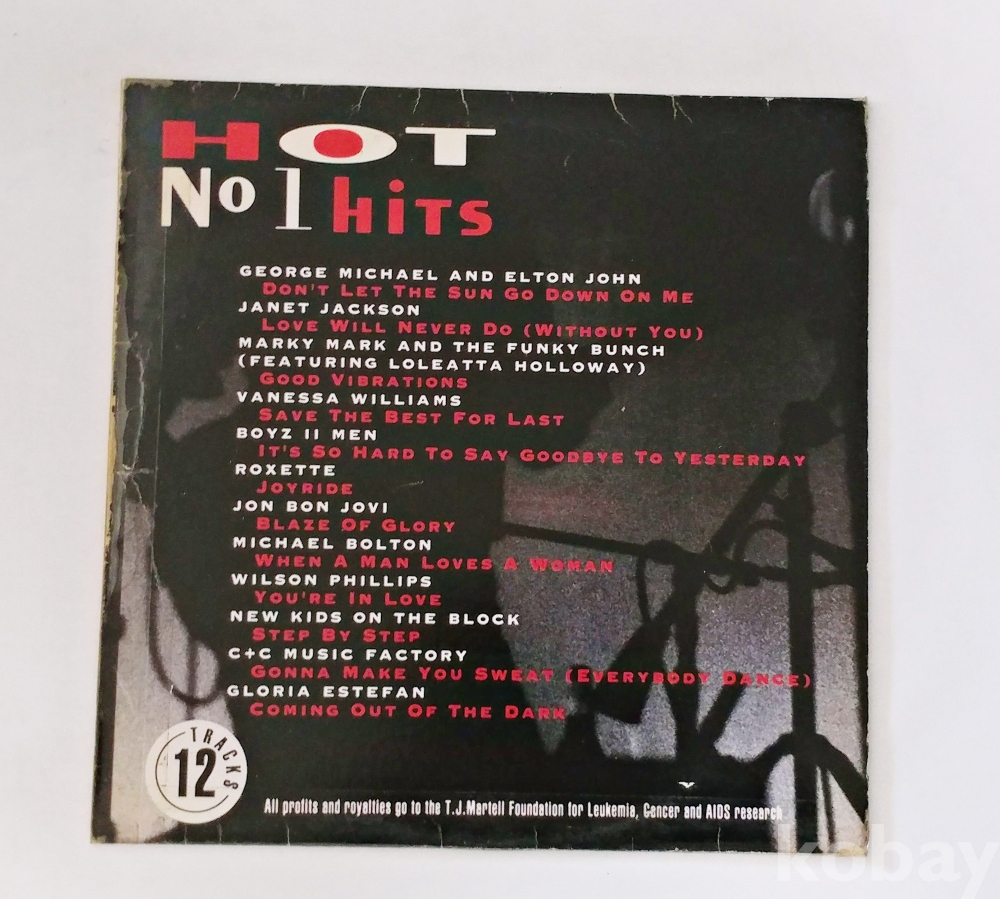 HOT
No 1 hiTS
GEORGE MICHAEL AND ELTON JOHN
DON'T LET THE SUN GO DOWN ON ME
JANET JACKSON
LOVE WILL NEVER DO (WITHOUT YOU)
MARKY MARK AND THE FUNKY BUNCH
(FEATURING LOLEATTA HOLLOWAY)
GOOD VIBRATIONS
VANESSA WILLIAMS
SAVE THE BEST FOR LAST
BOYZ II MEN
IT'S SO HARD TO SAY GOODBYE TO YESTERDAY
ROXETTE
JOYRIDE
JON BON JOVI
BLAZE OF GLORY
MICHAEL BOLTON
WHEN A MAN LOVES A WOMAN
WILSON PHILLIPS
YOU'RE IN LOVE
NEW KIDS ON THE BLOCK
STEP BY STEP
C+C MUSIC FACTORY
GONNA MAKE YOU SWEAT (EVERYBODY DANCE)
GLORIA ESTEFAN
COMING OUT OF THE DARK
TRACKS
12
All profits and royalties go to the T.J.Martell Foundation for Leukemia, Cancer and AIDS research
kobay